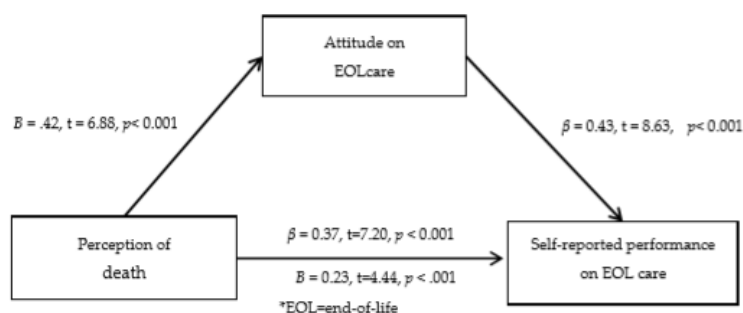 Attitude on
EOLcare
B = .42, t = 6.88, p< 0.001
β = 0.43, t = 8.63, p< 0.001
Perception of
death
β = 0.37, t=7.20, p < 0.001
B = 0.23, t=4.44, p < .001
*EOL=end-of-life
Self-reported performance
on EOL care